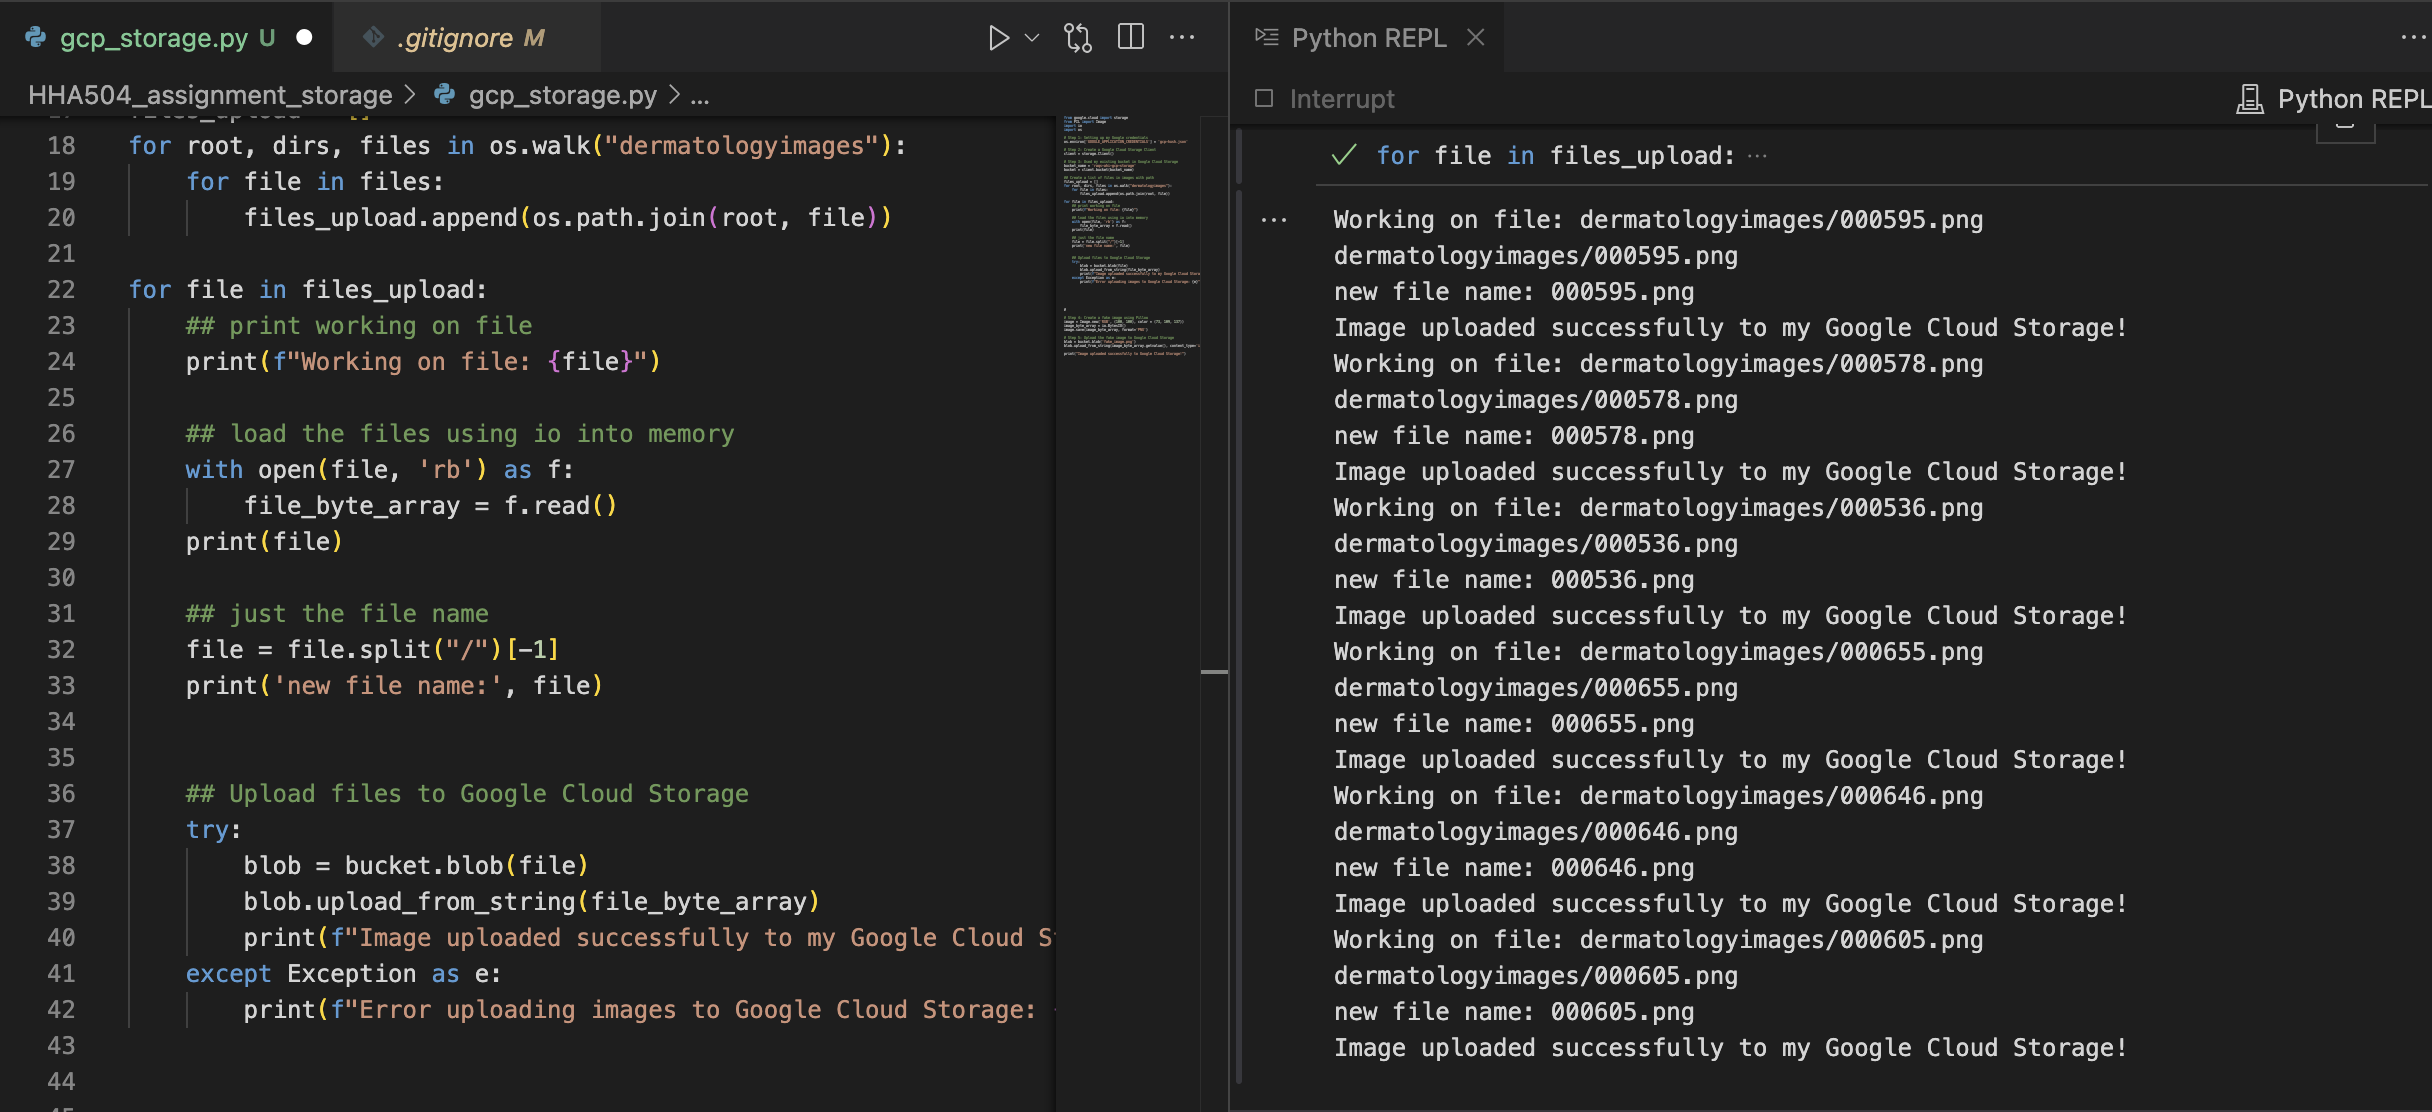 gcp_storage.py U
.gitignore M
HHA504_assignment_storage > gcp_storage.py > ...
18 for root, dirs, files in os.walk("dermatologyimages"):
19 for file in files:
20 files_upload.append(os.path.join(root, file))
21
22 for file in files_upload:
23 ## print working on file
24 print(f"Working on file: {file}")
25
26 ## load the files using io into memory
27 with open(file, 'rb') as f:
28 file_byte_array = f.read()
29 print(file)
30
31 ## just the file name
32 file = file.split("/")[-1]
33 print('new file name:', file)
34
35
36 ## Upload files to Google Cloud Storage
37 try:
38 blob = bucket.blob(file)
39 blob.upload_from_string(file_byte_array)
40 print(f"Image uploaded successfully to my Google Cloud S
41 except Exception as e:
42 print(f"Error uploading images to Google Cloud Storage:
43
44
Python REPL
Interrupt
Python REPL
for file in files_upload: ...
Working on file: dermatologyimages/000595.png
dermatologyimages/000595.png
new file name: 000595.png
Image uploaded successfully to my Google Cloud Storage!
Working on file: dermatologyimages/000578.png
dermatologyimages/000578.png
new file name: 000578.png
Image uploaded successfully to my Google Cloud Storage!
Working on file: dermatologyimages/000536.png
dermatologyimages/000536.png
new file name: 000536.png
Image uploaded successfully to my Google Cloud Storage!
Working on file: dermatologyimages/000655.png
dermatologyimages/000655.png
new file name: 000655.png
Image uploaded successfully to my Google Cloud Storage!
Working on file: dermatologyimages/000646.png
dermatologyimages/000646.png
new file name: 000646.png
Image uploaded successfully to my Google Cloud Storage!
Working on file: dermatologyimages/000605.png
dermatologyimages/000605.png
new file name: 000605.png
Image uploaded successfully to my Google Cloud Storage!